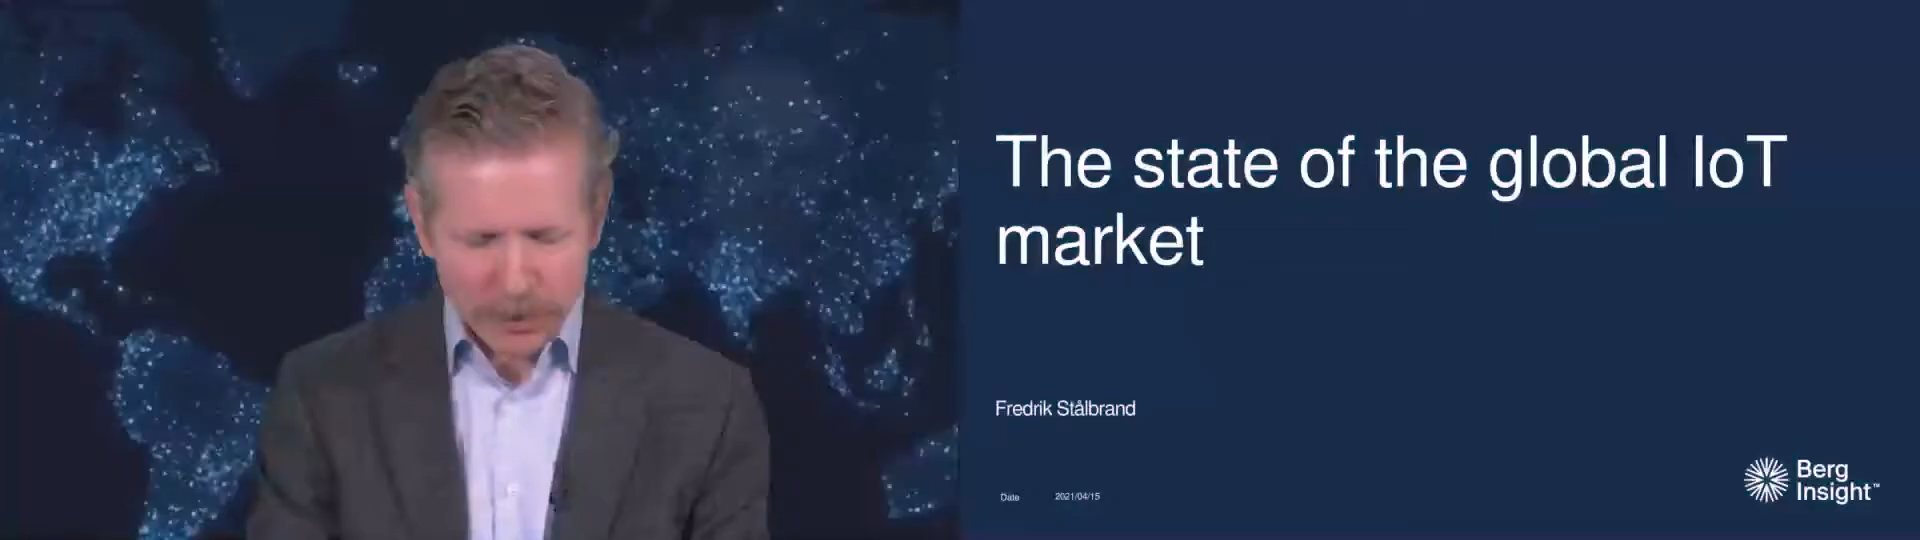 The state of the global IoT
market
Fredrik Stålbrand
Date 2021/04/15
Berg
Insight™